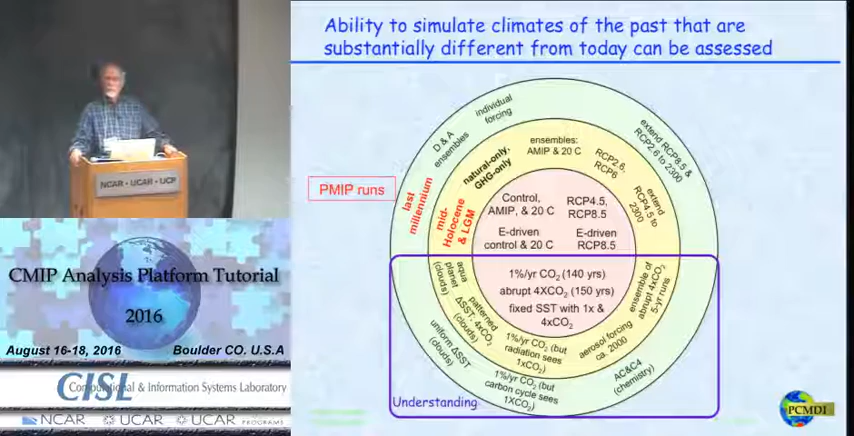 Ability to simulate climates of the past that are
substantially different from today can be assessed
NCAR • UCAR • UCP
CMIP Analysis Platform Tutorial
2016
August 16-18, 2016
Boulder CO. U.S.A
CISL
Computational & Information Systems Laboratory
NCAR
UCAR
UCAR
PROGRAMS
PMIP runs
last
millennium
D & A
ensembles
individual
forcing
extend RCP8.5 &
RCP2.6 to 2300
mid-
Holocene
& LGM
natural-only,
GHG-only
ensembles:
AMIP & 20 C
RCP2.6,
RCP6
extend
RCP4.5 to
2300
Control,
AMIP, & 20 C
RCP4.5,
RCP8.5
E-driven
control & 20 C
E-driven
RCP8.5
1%/yr CO2 (140 yrs)
abrupt 4XCO2 (150 yrs)
fixed SST with 1x &
4xCO2
aqua
planet
(clouds)
patterned
ΔSST, 4xCO2
(clouds)
1%/yr CO2 (but
radiation sees
1xCO2)
aerosol forcing
ca. 2000
ensemble of
abrupt 4xCO2
5-yr runs
uniform ΔSST
(clouds)
1%/yr CO2 (but
carbon cycle sees
1XCO2)
AC&C4
(chemistry)
Understanding
PCMDI